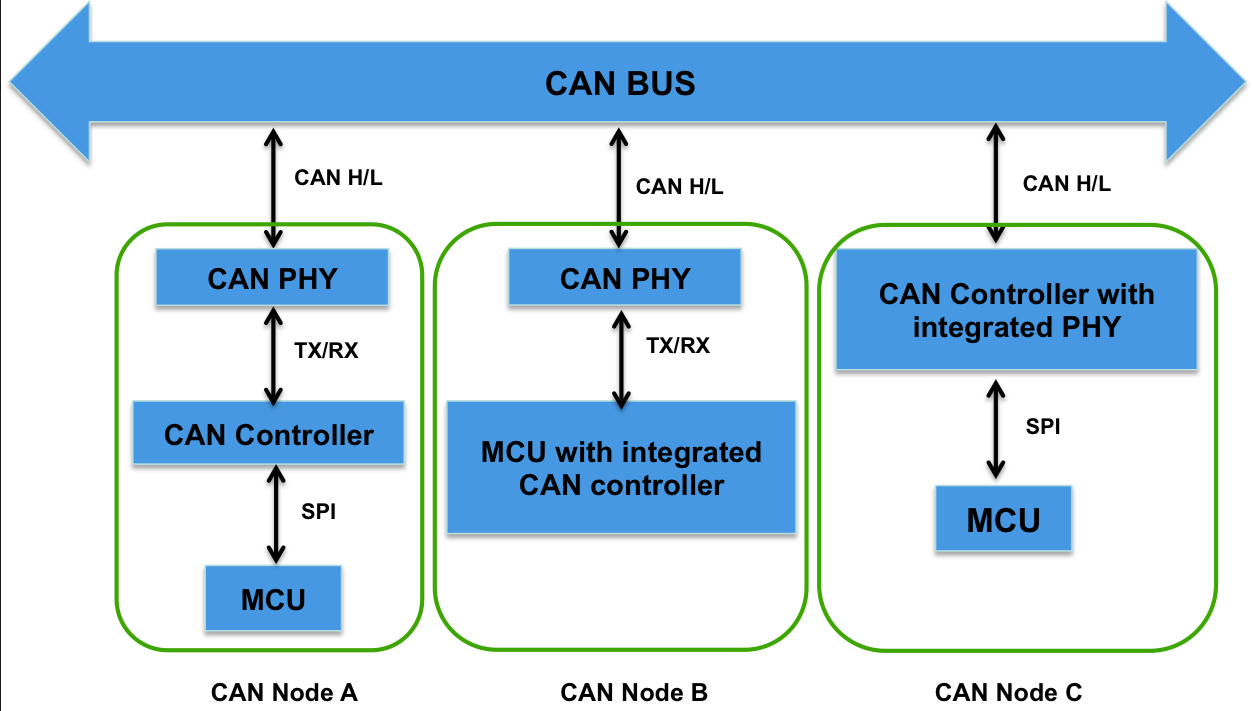 CAN BUS
CAN H/L
CAN H/L
CAN H/L
CAN PHY
CAN PHY
CAN Controller with
integrated PHY
TX/RX
TX/RX
CAN Controller
MCU with integrated
CAN controller
SPI
SPI
MCU
MCU
CAN Node A
CAN Node B
CAN Node C